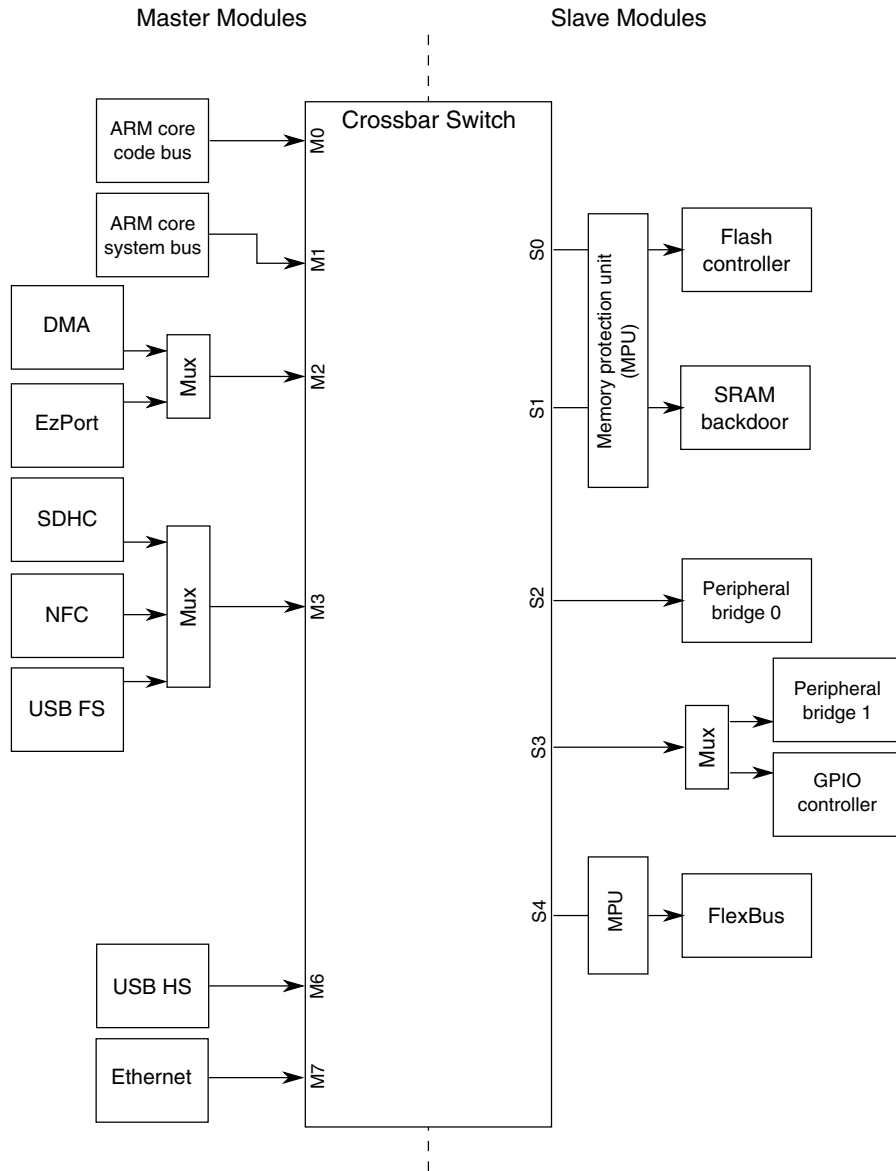 Master Modules
Slave Modules
Crossbar Switch
ARM core
code bus
M0
ARM core
system bus
M1
DMA
EzPort
Mux
M2
SDHC
NFC
USB FS
Mux
M3
USB HS
M6
Ethernet
M7
S0
S1
Memory protection unit
(MPU)
Flash
controller
SRAM
backdoor
S2
Peripheral
bridge 0
S3
Mux
Peripheral
bridge 1
GPIO
controller
S4
MPU
FlexBus